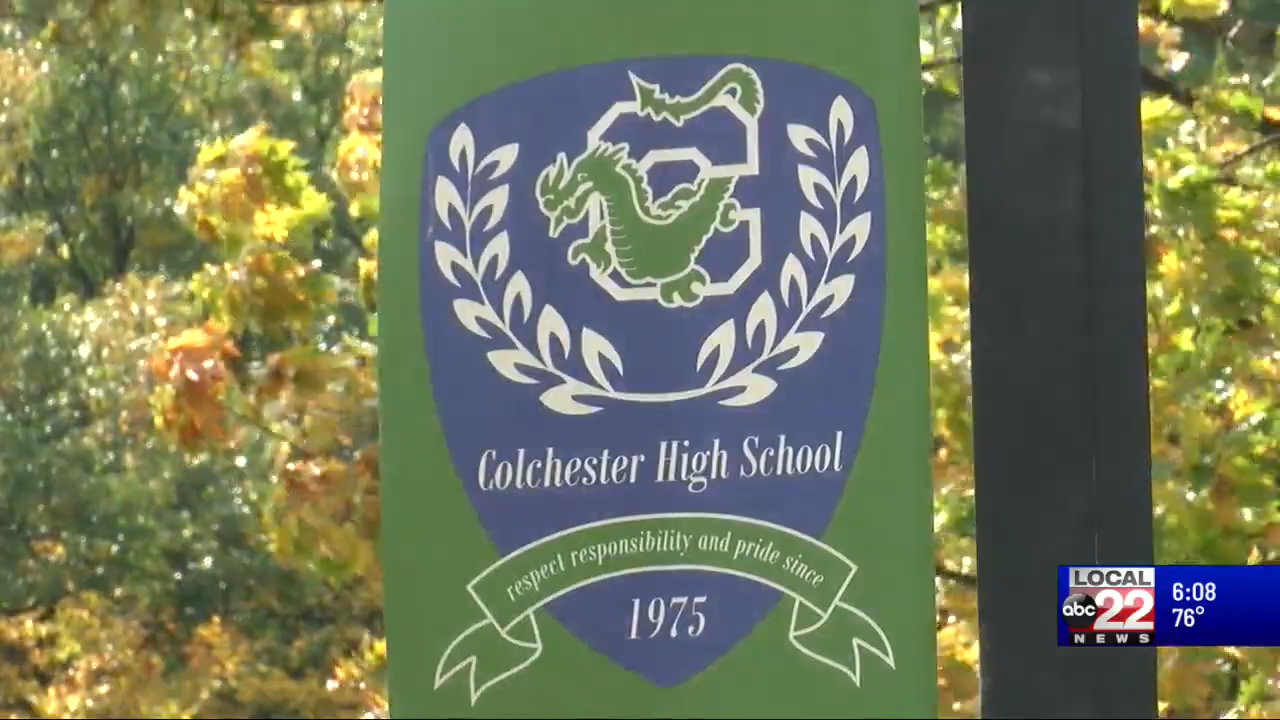 C
Colchester High School
respect responsibility and pride since
1975
LOCAL
abc 22
NEWS
6:08
76°